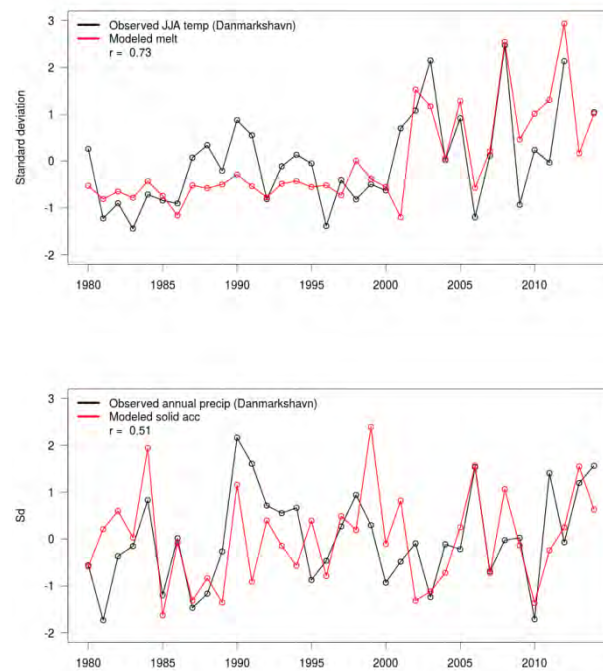 3
2
1
0
-1
-2
Standard deviation
Observed JJA temp (Danmarkshavn)
Modeled melt
r = 0.73
1980 1985 1990 1995 2000 2005 2010
3
2
1
0
-1
-2
Sd
Observed annual precip (Danmarkshavn)
Modeled solid acc
r = 0.51
1980 1985 1990 1995 2000 2005 2010